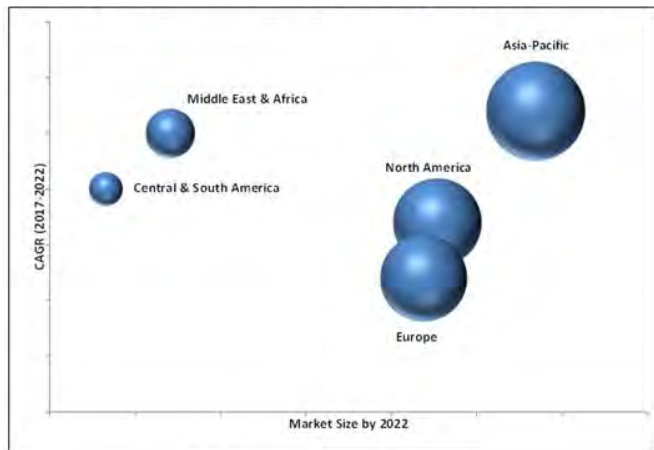 Asia-Pacific
Middle East & Africa
North America
Central & South America
Europe
CAGR (2017-2022)
Market Size by 2022